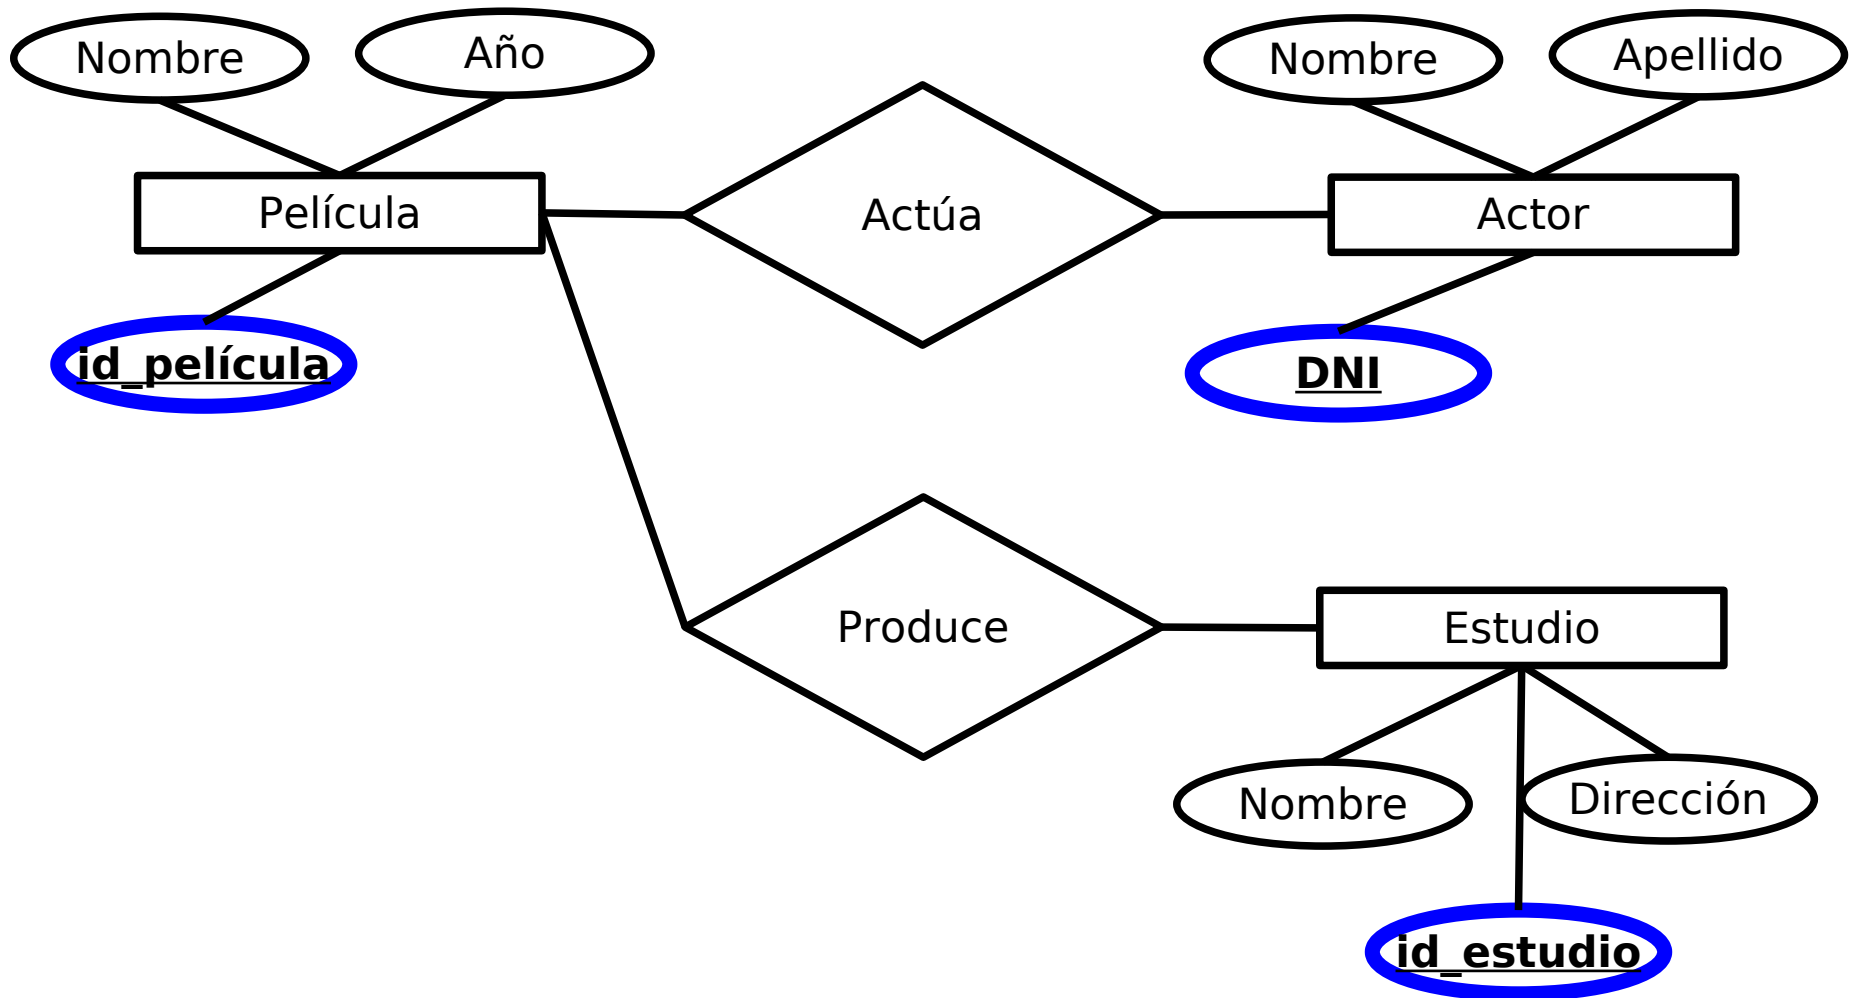 Nombre
Año
Nombre
Apellido
Película
Actúa
Actor
id_película
DNI
Produce
Estudio
Nombre
Dirección
id_estudio